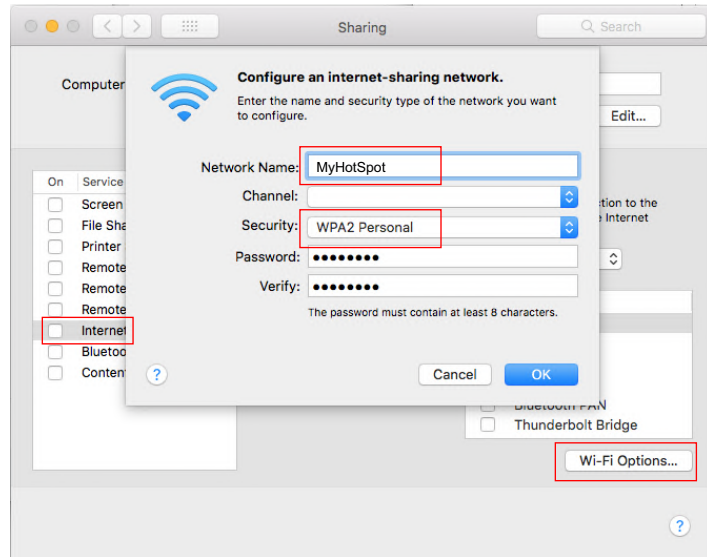 Sharing
Search
Computer
Edit...
Configure an internet-sharing network.
Enter the name and security type of the network you want
to configure.
Network Name: MyHotSpot
Channel:
Security: WPA2 Personal
Password: ●●●●●●●●
Verify: ●●●●●●●●
The password must contain at least 8 characters.
Cancel
OK
On Service
Screen
File Sha
Printer
Remote
Remote
Remote
Internet
Bluetoo
Conten
?
tion to the
Internet
Bluetooth PAN
Thunderbolt Bridge
Wi-Fi Options...
?